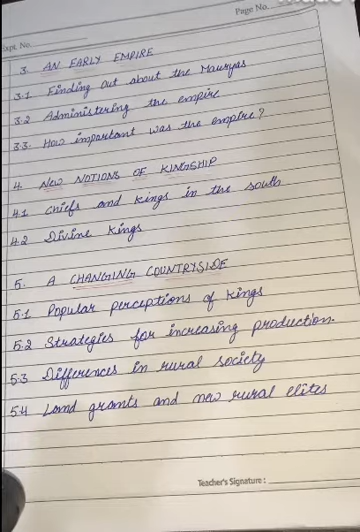 Page No.
Expt. No.
3. AN EARLY EMPIRE
3.1 Finding out about the Mauryas
3.2 Administering the empire
3.3. How important was the empire?
4. NEW NOTIONS OF KINGSHIP
4.1 Chiefs and kings in the south
4.2 Divine Kings
5. A CHANGING COUNTRYSIDE
5.1 Popular perceptions of kings
5.2 Strategies for increasing production.
5.3 Differences in rural society
5.4 Land grants and new rural elites
Teacher's Signature :